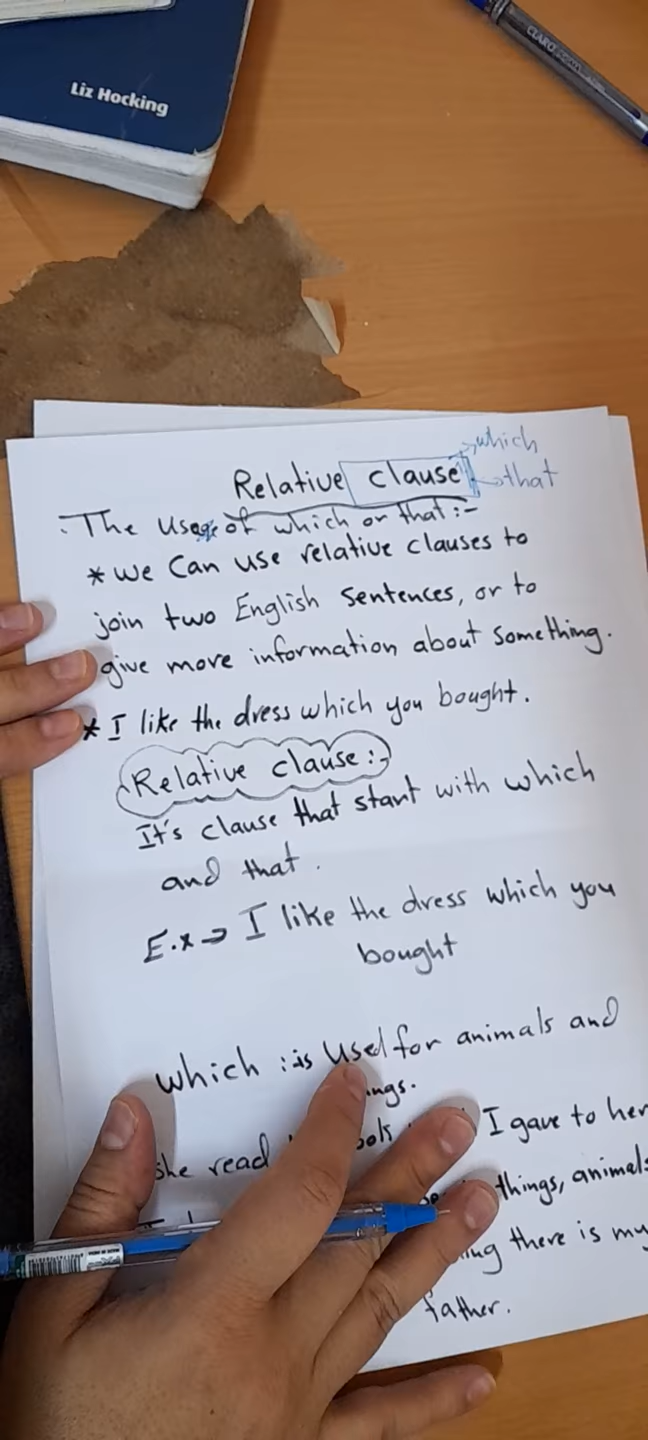 Liz Hocking
which
Relative clause
that
The usage of which or that :-
* we can use relative clauses to
join two English sentences, or to
give more information about something.
* I like the dress which you bought.
Relative clause :-
It's clause that start with which
and that.
E.x → I like the dress which you
bought
which : is used for animals and
she read I gave to her
things, animals
there is my
father.